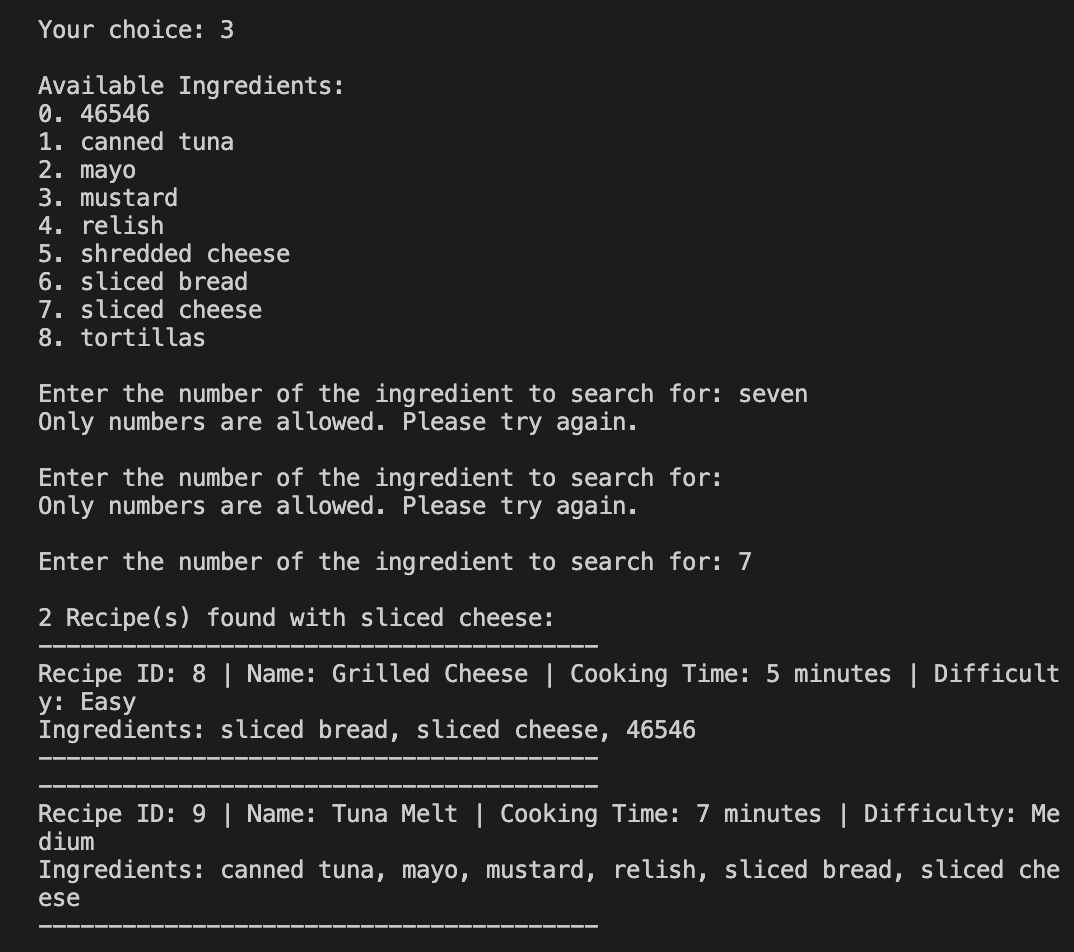 Your choice: 3
Available Ingredients:
0. 46546
1. canned tuna
2. mayo
3. mustard
4. relish
5. shredded cheese
6. sliced bread
7. sliced cheese
8. tortillas
Enter the number of the ingredient to search for: seven
Only numbers are allowed. Please try again.
Enter the number of the ingredient to search for:
Only numbers are allowed. Please try again.
Enter the number of the ingredient to search for: 7
2 Recipe(s) found with sliced cheese:
----------------------------------------
Recipe ID: 8 | Name: Grilled Cheese | Cooking Time: 5 minutes | Difficult
y: Easy
Ingredients: sliced bread, sliced cheese, 46546
----------------------------------------
----------------------------------------
Recipe ID: 9 | Name: Tuna Melt | Cooking Time: 7 minutes | Difficulty: Me
dium
Ingredients: canned tuna, mayo, mustard, relish, sliced bread, sliced che
ese
----------------------------------------